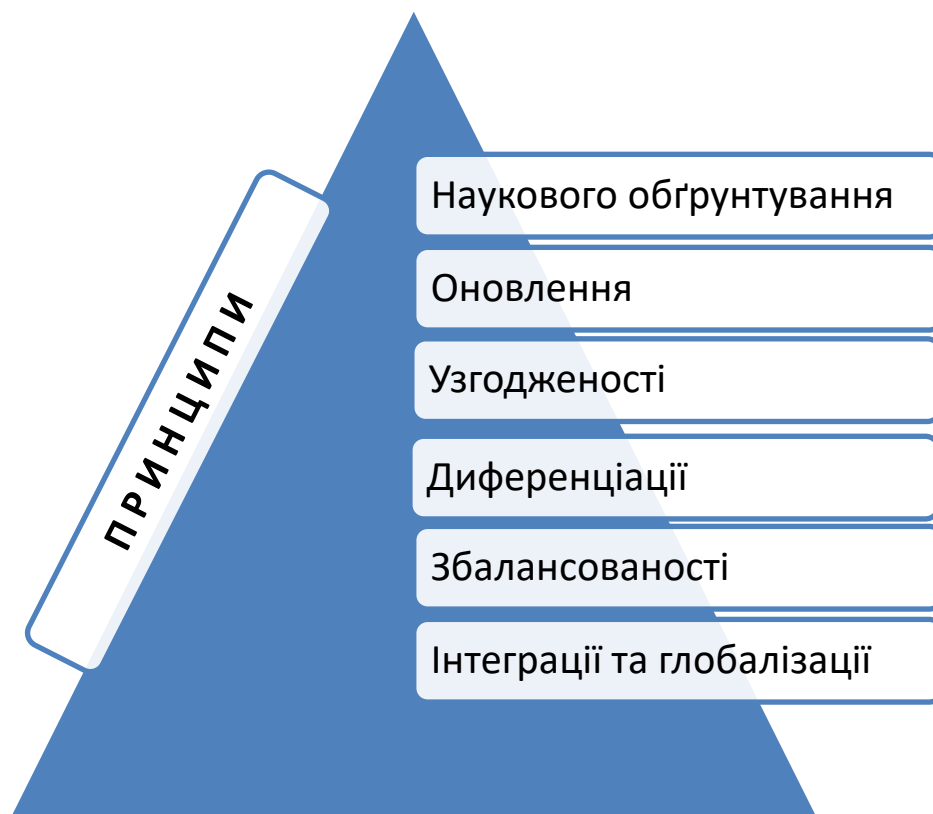 ПРИНЦИПИ
Наукового обґрунтування
Оновлення
Узгодженості
Диференціації
Збалансованості
Інтеграції та глобалізації